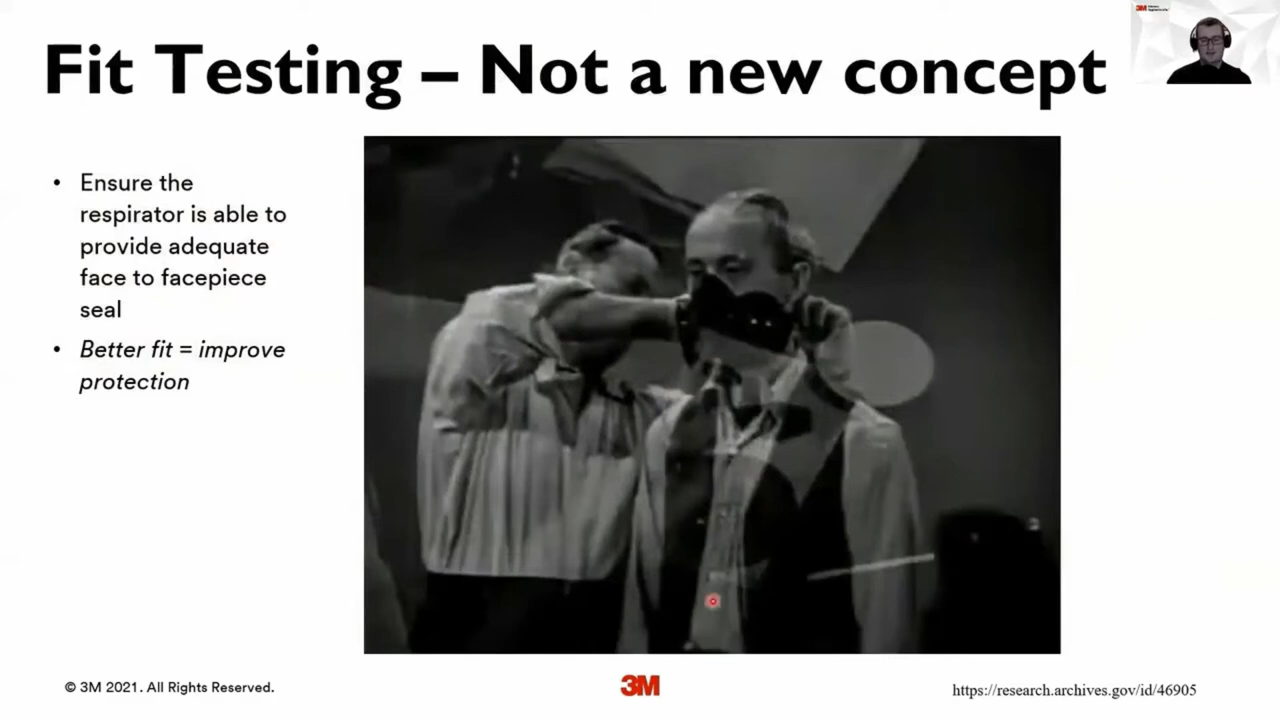 Fit Testing – Not a new concept
3M
• Ensure the
respirator is able to
provide adequate
face to facepiece
seal
• Better fit = improve
protection
© 3M 2021. All Rights Reserved.
3M
https://research.archives.gov/id/46905